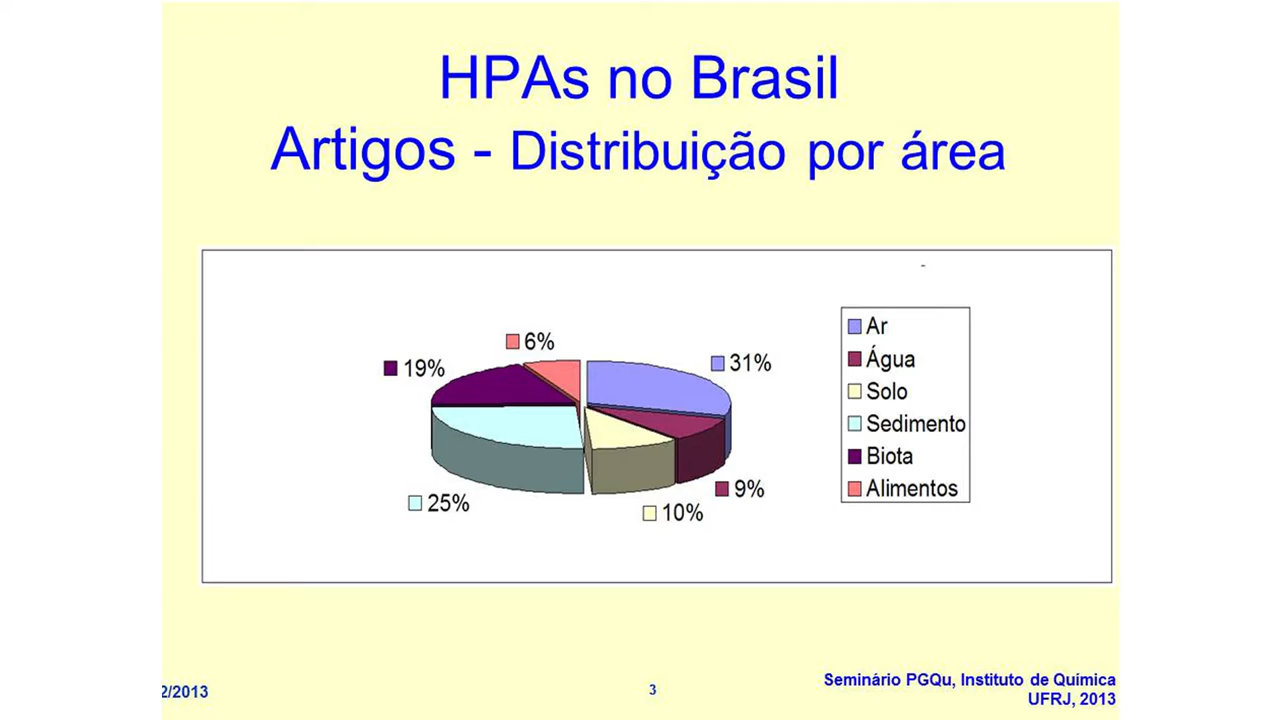 HPAs no Brasil
Artigos - Distribuição por área
-
6%
19%
31%
25%
9%
10%
Ar
Água
Solo
Sedimento
Biota
Alimentos
2/2013
3
Seminário PGQu, Instituto de Química
UFRJ, 2013